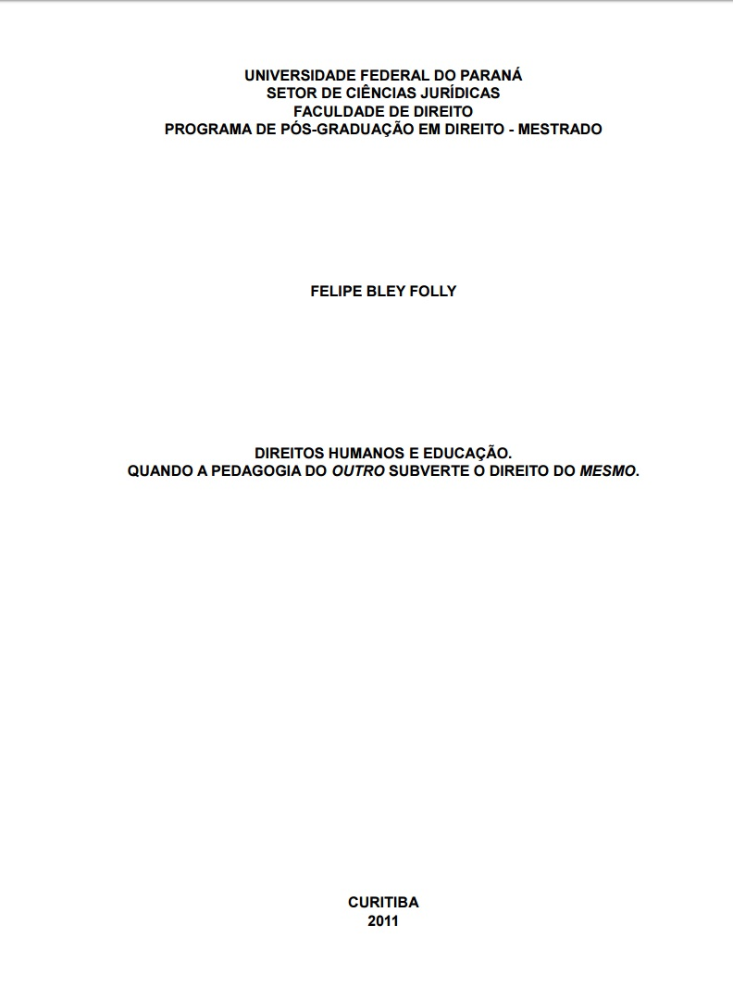 UNIVERSIDADE FEDERAL DO PARANÁ
SETOR DE CIÊNCIAS JURÍDICAS
FACULDADE DE DIREITO
PROGRAMA DE PÓS-GRADUAÇÃO EM DIREITO - MESTRADO
FELIPE BLEY FOLLY
DIREITOS HUMANOS E EDUCAÇÃO.
QUANDO A PEDAGOGIA DO OUTRO SUBVERTE O DIREITO DO MESMO.
CURITIBA
2011